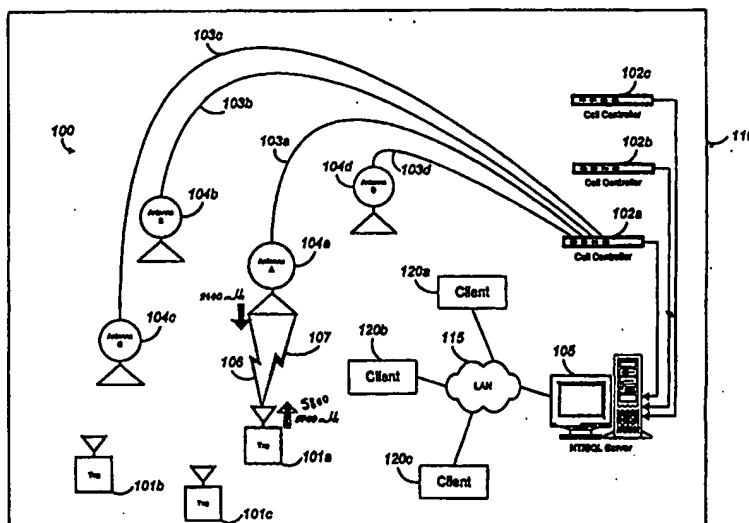 103c
102c
Cell Controller
103b
100
110
103a
102b
104d
103d
Cell Controller
104b
Antenna
Antenna
102a
104a
Cell Controller
Antenna
A
120a
Client
104c
2400
107
115
105
120b
Antenna
106
Client
LAN
5800
Tag
101a
NT/SQL Server
120c
Tag
Client
101b
Tag
101c